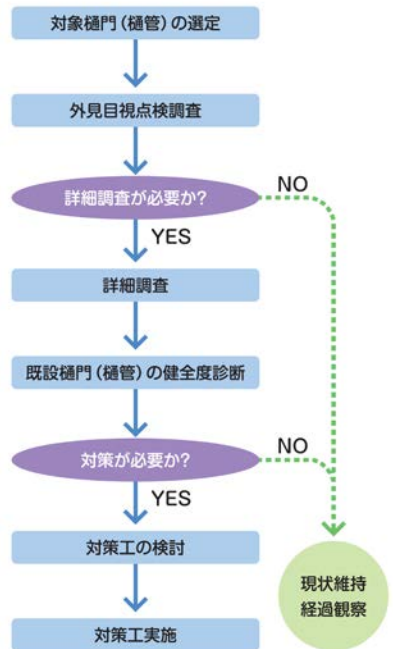 対象樋門（樋管）の選定
外見目視点検調査
詳細調査が必要か?
NO
YES
詳細調査
既設樋門（樋管）の健全度診断
対策が必要か?
NO
YES
対策工の検討
対策工実施
現状維持
経過観察